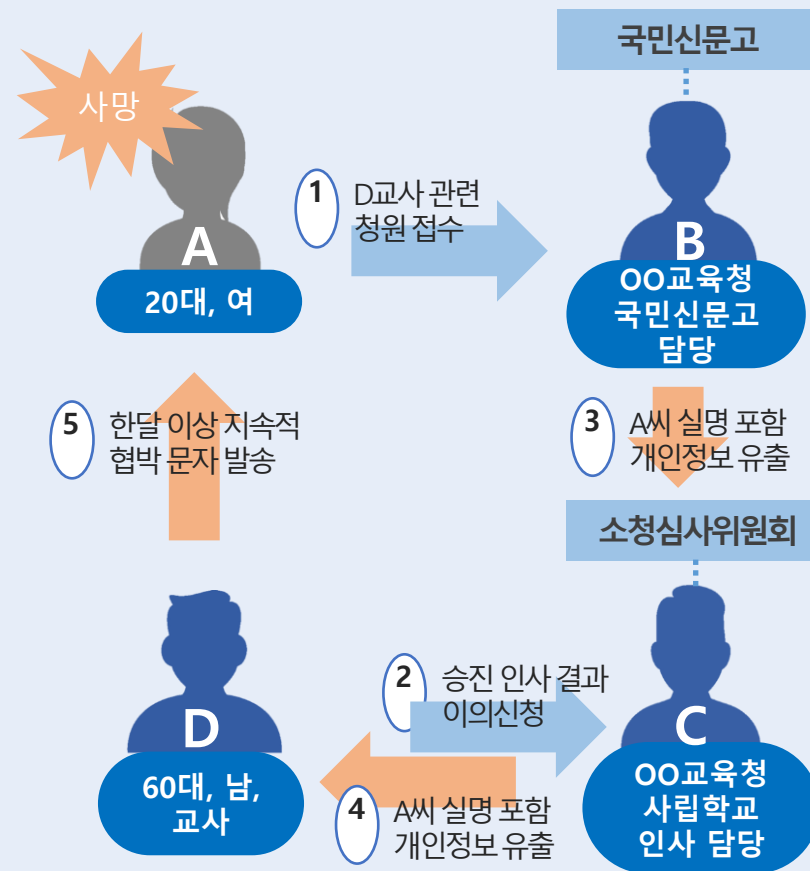 국민신문고
사망
1
D교사 관련
청원 접수
A
20대, 여
B
OO교육청
국민신문고
담당
5
한달 이상 지속적
협박 문자 발송
3
A씨 실명 포함
개인정보 유출
소청심사위원회
2
승진 인사 결과
이의신청
D
60대, 남,
교사
C
OO교육청
사립학교
인사 담당
4
A씨 실명 포함
개인정보 유출